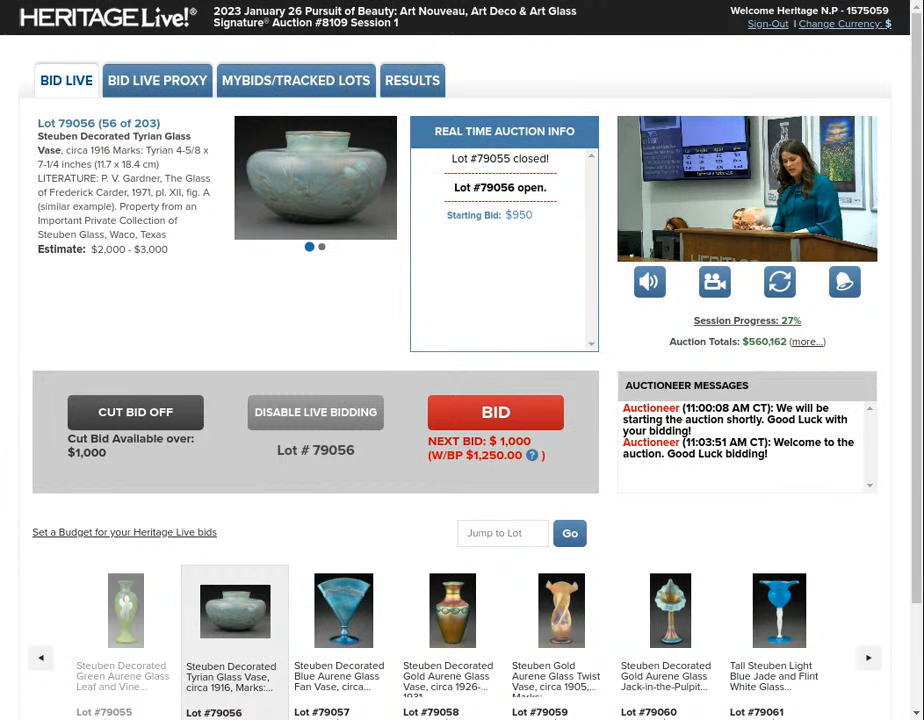 HERITAGE Live!®
2023 January 26 Pursuit of Beauty: Art Nouveau, Art Deco & Art Glass
Signature® Auction #8109 Session 1
Welcome Heritage N.P - 1575059
Sign-Out | Change Currency: $
BID LIVE
BID LIVE PROXY
MYBIDS/TRACKED LOTS
RESULTS
Lot 79056 (56 of 203)
Steuben Decorated Tyrian Glass
Vase, circa 1916 Marks: Tyrian 4-5/8 x
7-1/4 inches (11.7 x 18.4 cm)
LITERATURE: P. V. Gardner, The Glass
of Frederick Carder, 1971, pl. XII, fig. A
(similar example). Property from an
Important Private Collection of
Steuben Glass, Waco, Texas
Estimate: $2,000 - $3,000
REAL TIME AUCTION INFO
Lot #79055 closed!
Lot #79056 open.
Starting Bid: $950
HERITAGE
Session Progress: 27%
Auction Totals: $560,162 (more...)
CUT BID OFF
Cut Bid Available over:
$1,000
DISABLE LIVE BIDDING
Lot # 79056
BID
NEXT BID: $ 1,000
(W/BP $1,250.00 ? )
AUCTIONEER MESSAGES
Auctioneer (11:00:08 AM CT): We will be
starting the auction shortly. Good Luck with
your bidding!
Auctioneer (11:03:51 AM CT): Welcome to the
auction. Good Luck bidding!
Set a Budget for your Heritage Live bids
Jump to Lot
Go
Steuben Decorated
Green Aurene Glass
Leaf and Vine...
Lot #79055
Steuben Decorated
Tyrian Glass Vase,
circa 1916, Marks:...
Lot #79056
Steuben Decorated
Blue Aurene Glass
Fan Vase, circa...
Lot #79057
Steuben Decorated
Gold Aurene Glass
Vase, circa 1926-
1931
Lot #79058
Steuben Gold
Aurene Glass Twist
Vase, circa 1905,...
Marks:
Lot #79059
Steuben Decorated
Gold Aurene Glass
Jack-in-the-Pulpit...
Lot #79060
Tall Steuben Light
Blue Jade and Flint
White Glass...
Lot #79061